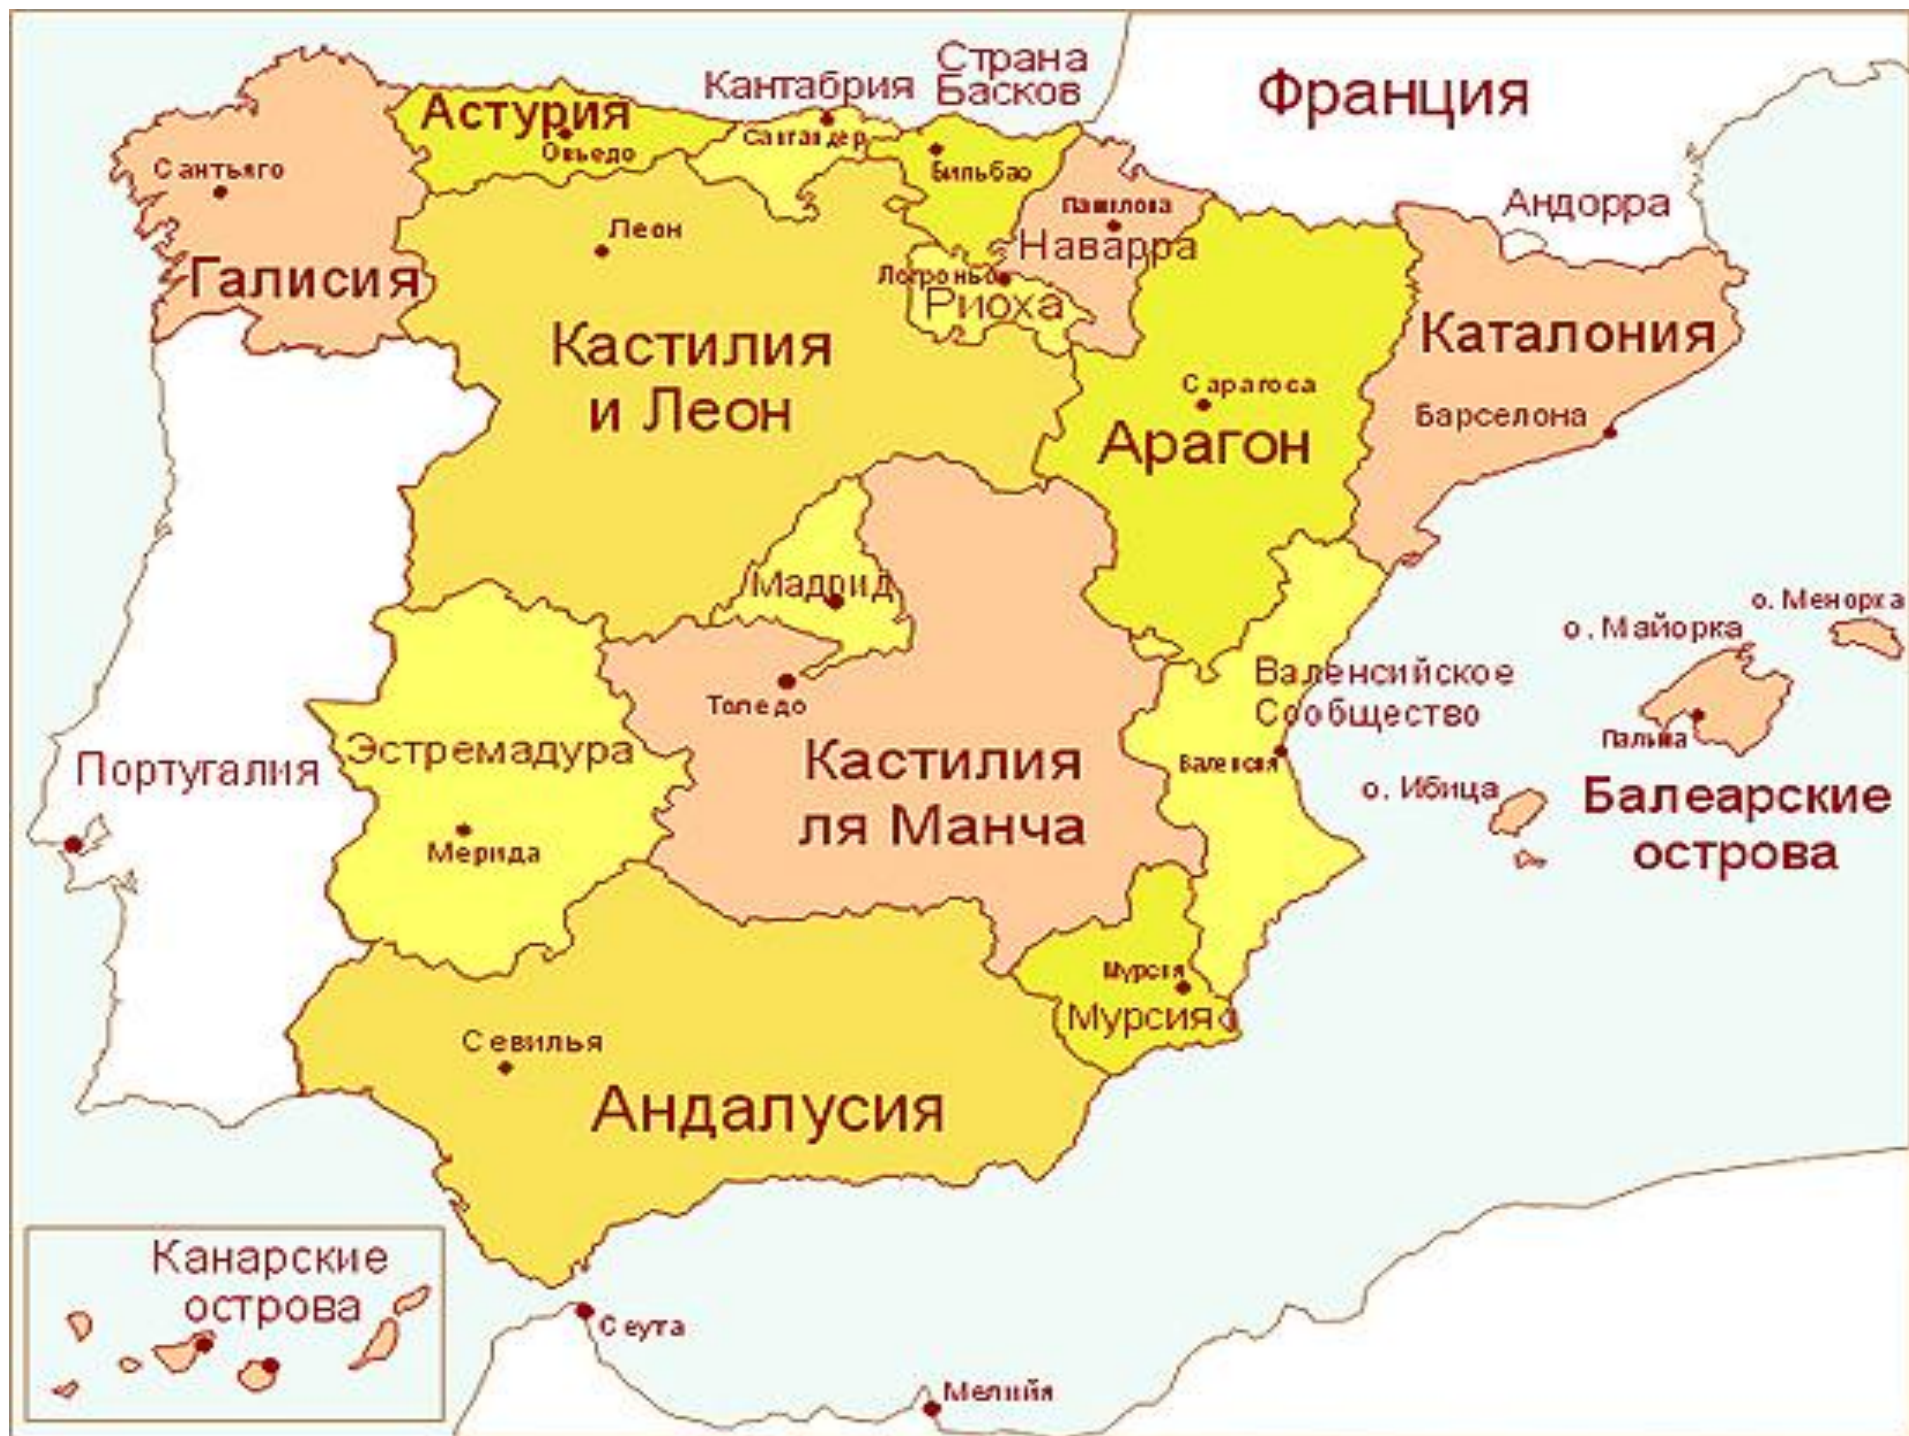 Страна
Басков
Кантабрия
Франция
Астурия
Сантандер
Овьедо
Бильбао
Сантьяго
Андорра
Памплона
Леон
Наварра
Галисия
Логроньо
Риоха
Каталония
Кастилия
и Леон
Сарагоса
Барселона
Арагон
Мадрид
о. Менорка
о. Майорка
Валенсийское
Сообщество
Толедо
Пальма
Эстремадура
Португалия
Кастилия
ля Манча
Валенсия
о. Ибица
Балеарские
острова
Мерида
Мурсия
Мурсия
Севилья
Андалусия
Канарские
острова
Сеута
Мелийя